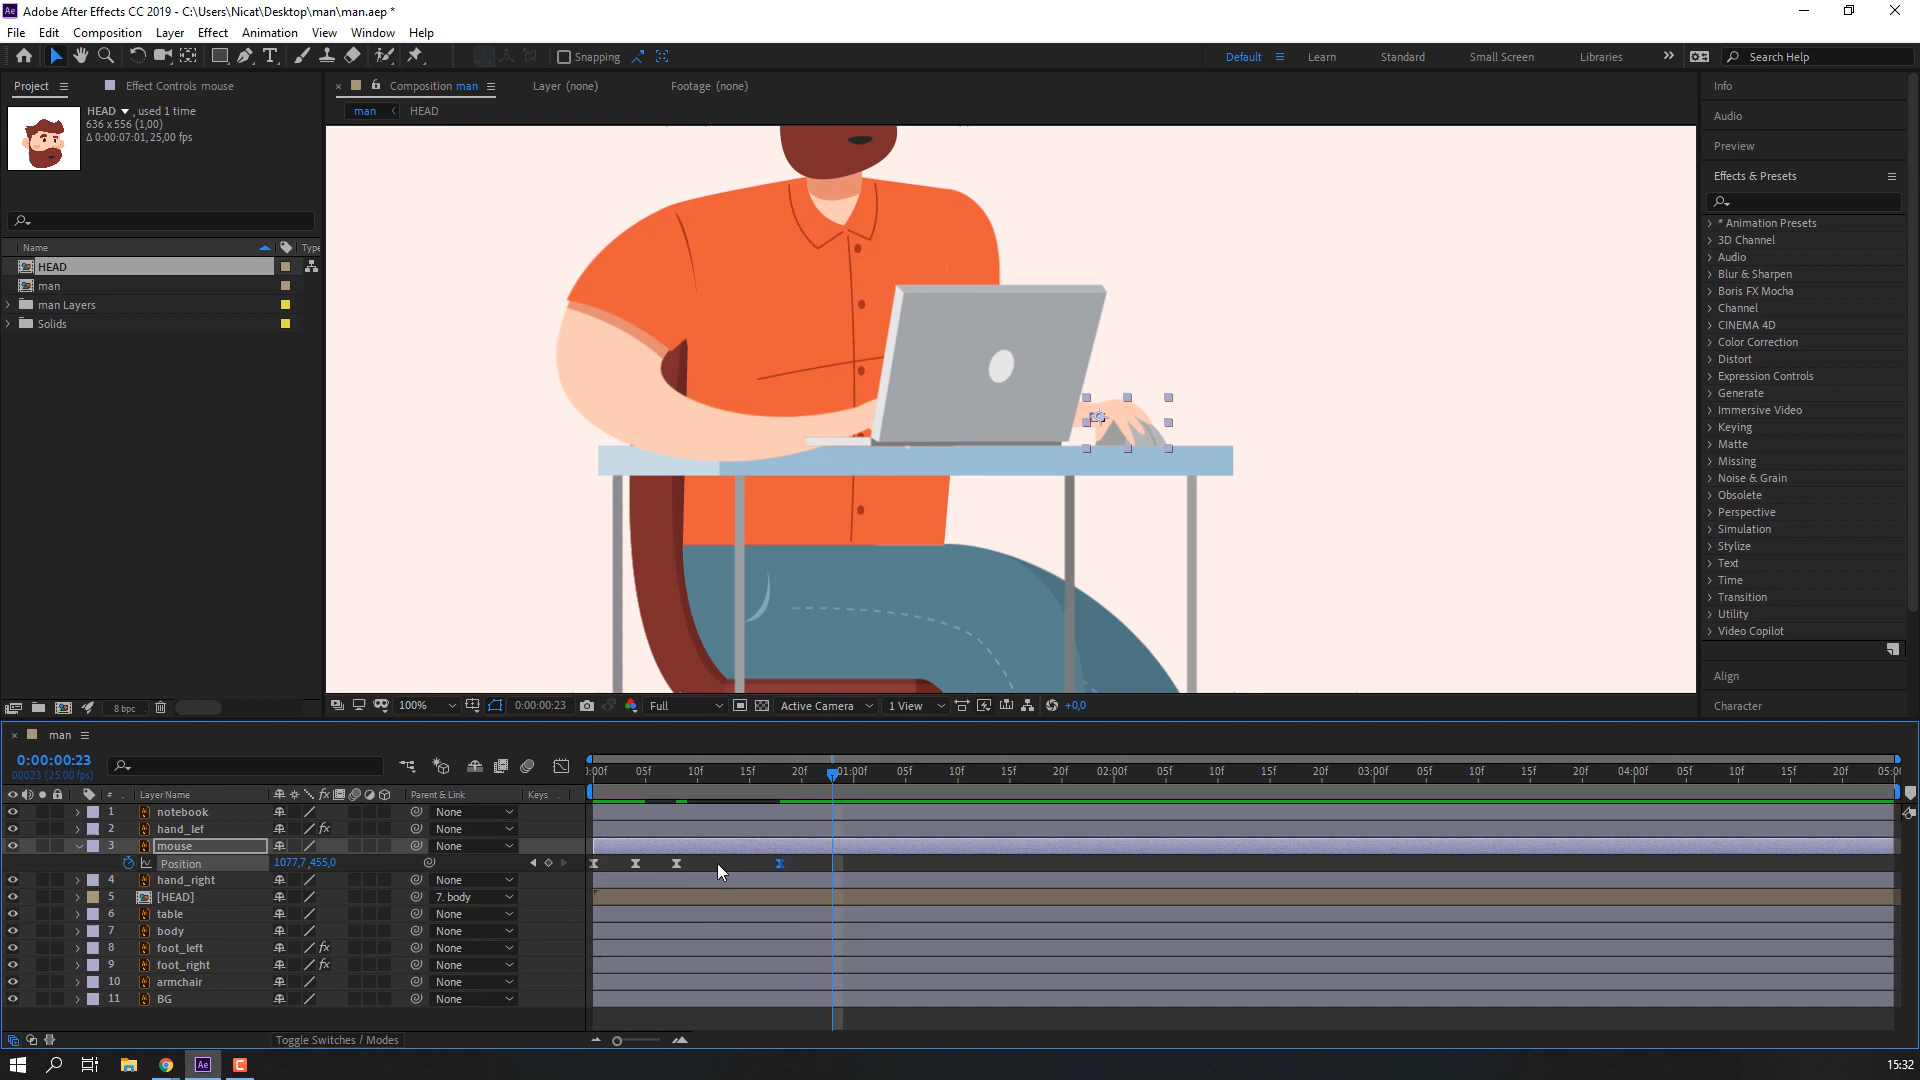 Adobe After Effects CC 2019 - C:\Users\Nicat\Desktop\man\man.aep *
File Edit Composition Layer Effect Animation View Window Help
Snapping Default Learn Standard Small Screen Libraries Search Help
Project Effect Controls mouse
Composition man Layer (none) Footage (none)
man HEAD
HEAD , used 1 time
636 x 556 (1,00)
Δ 0:00:07:01, 25,00 fps
Name Type
HEAD
man
man Layers
Solids
8 bpc
100% 0:00:00:23 Full Active Camera 1 View +0,0
Info
Audio
Preview
Effects & Presets
* Animation Presets
3D Channel
Audio
Blur & Sharpen
Boris FX Mocha
Channel
CINEMA 4D
Color Correction
Distort
Expression Controls
Generate
Immersive Video
Keying
Matte
Missing
Noise & Grain
Obsolete
Perspective
Simulation
Stylize
Text
Time
Transition
Utility
Video Copilot
Align
Character
man
0:00:00:23
00023 (25.00 fps)
:00f 05f 10f 15f 20f 01:00f 05f 10f 15f 20f 02:00f 05f 10f 15f 20f 03:00f 05f 10f 15f 20f 04:00f 05f 10f 15f 20f 05:00
# Layer Name Parent & Link Keys
1 notebook None
2 hand_lef None
3 mouse None
Position 1077,7 ,455,0
4 hand_right None
5 [HEAD] 7. body
6 table None
7 body None
8 foot_left None
9 foot_right None
10 armchair None
11 BG None
Toggle Switches / Modes
15:32